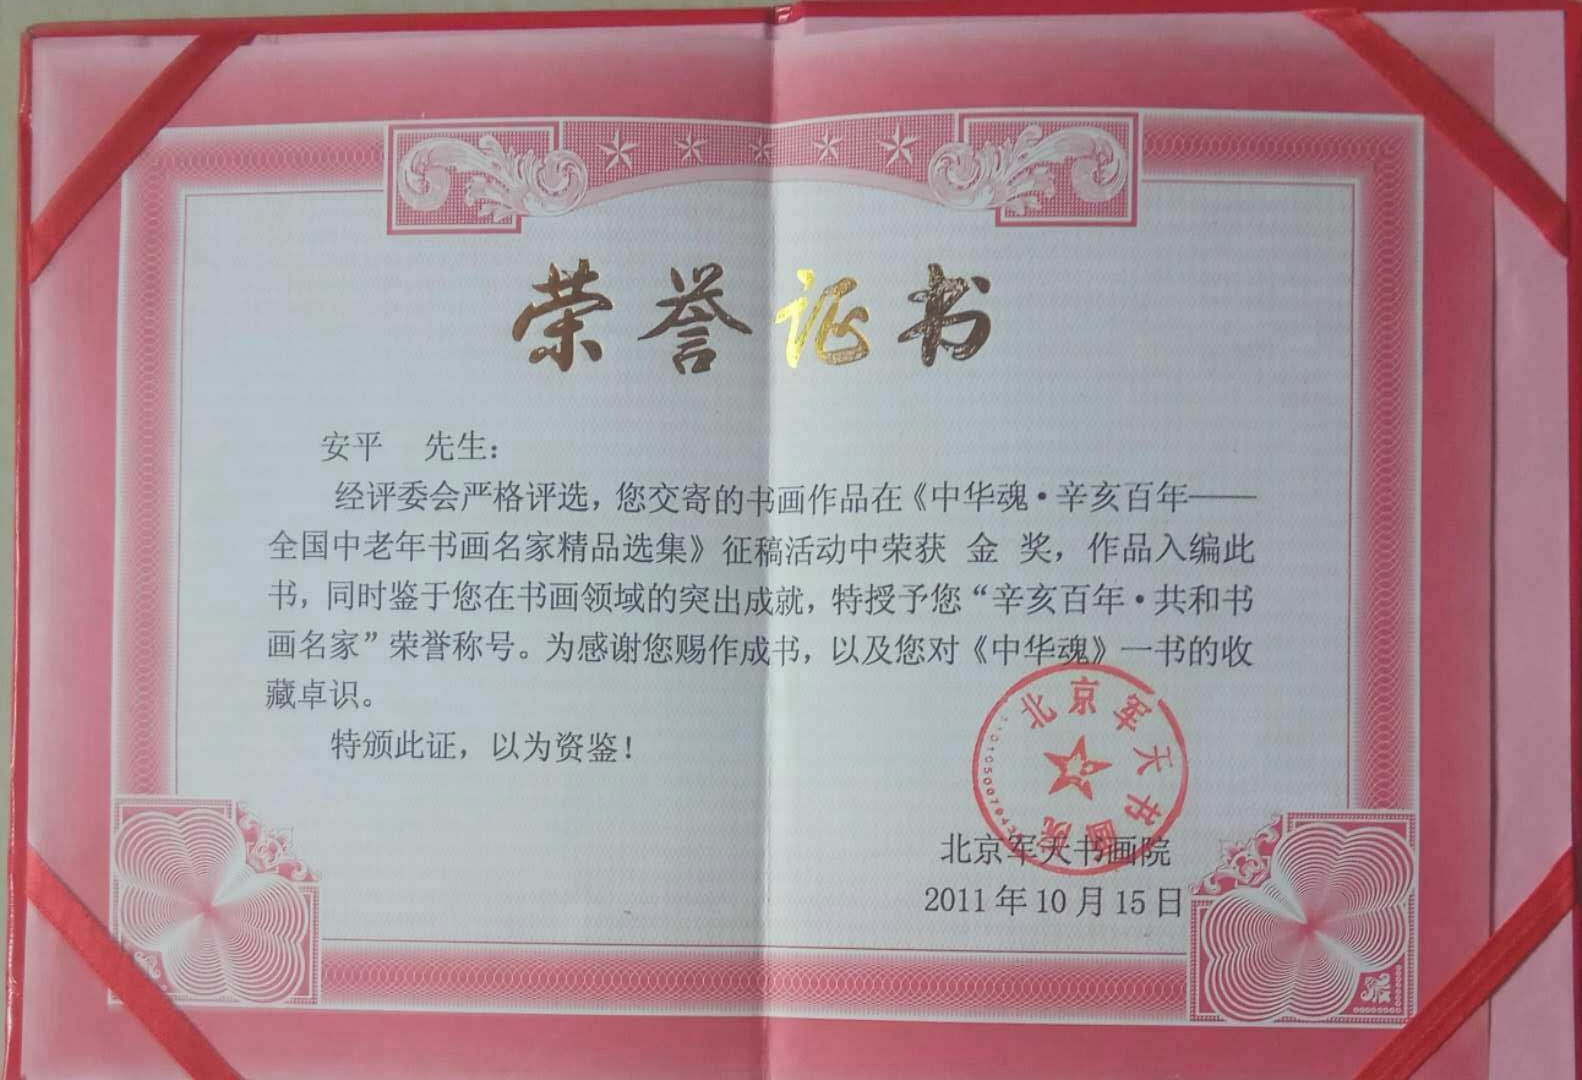 荣誉证书
安平 先生：
经评委会严格评选，您交寄的书画作品在《中华魂·辛亥百年——
全国中老年书画名家精品选集》征稿活动中荣获 金 奖，作品入编此
书，同时鉴于您在书画领域的突出成就，特授予您“辛亥百年·共和书
画名家”荣誉称号。为感谢您赐作成书，以及您对《中华魂》一书的收
藏卓识。
特颁此证，以为资鉴！
北京军天书画院
北京军天书画院
2011年10月15日